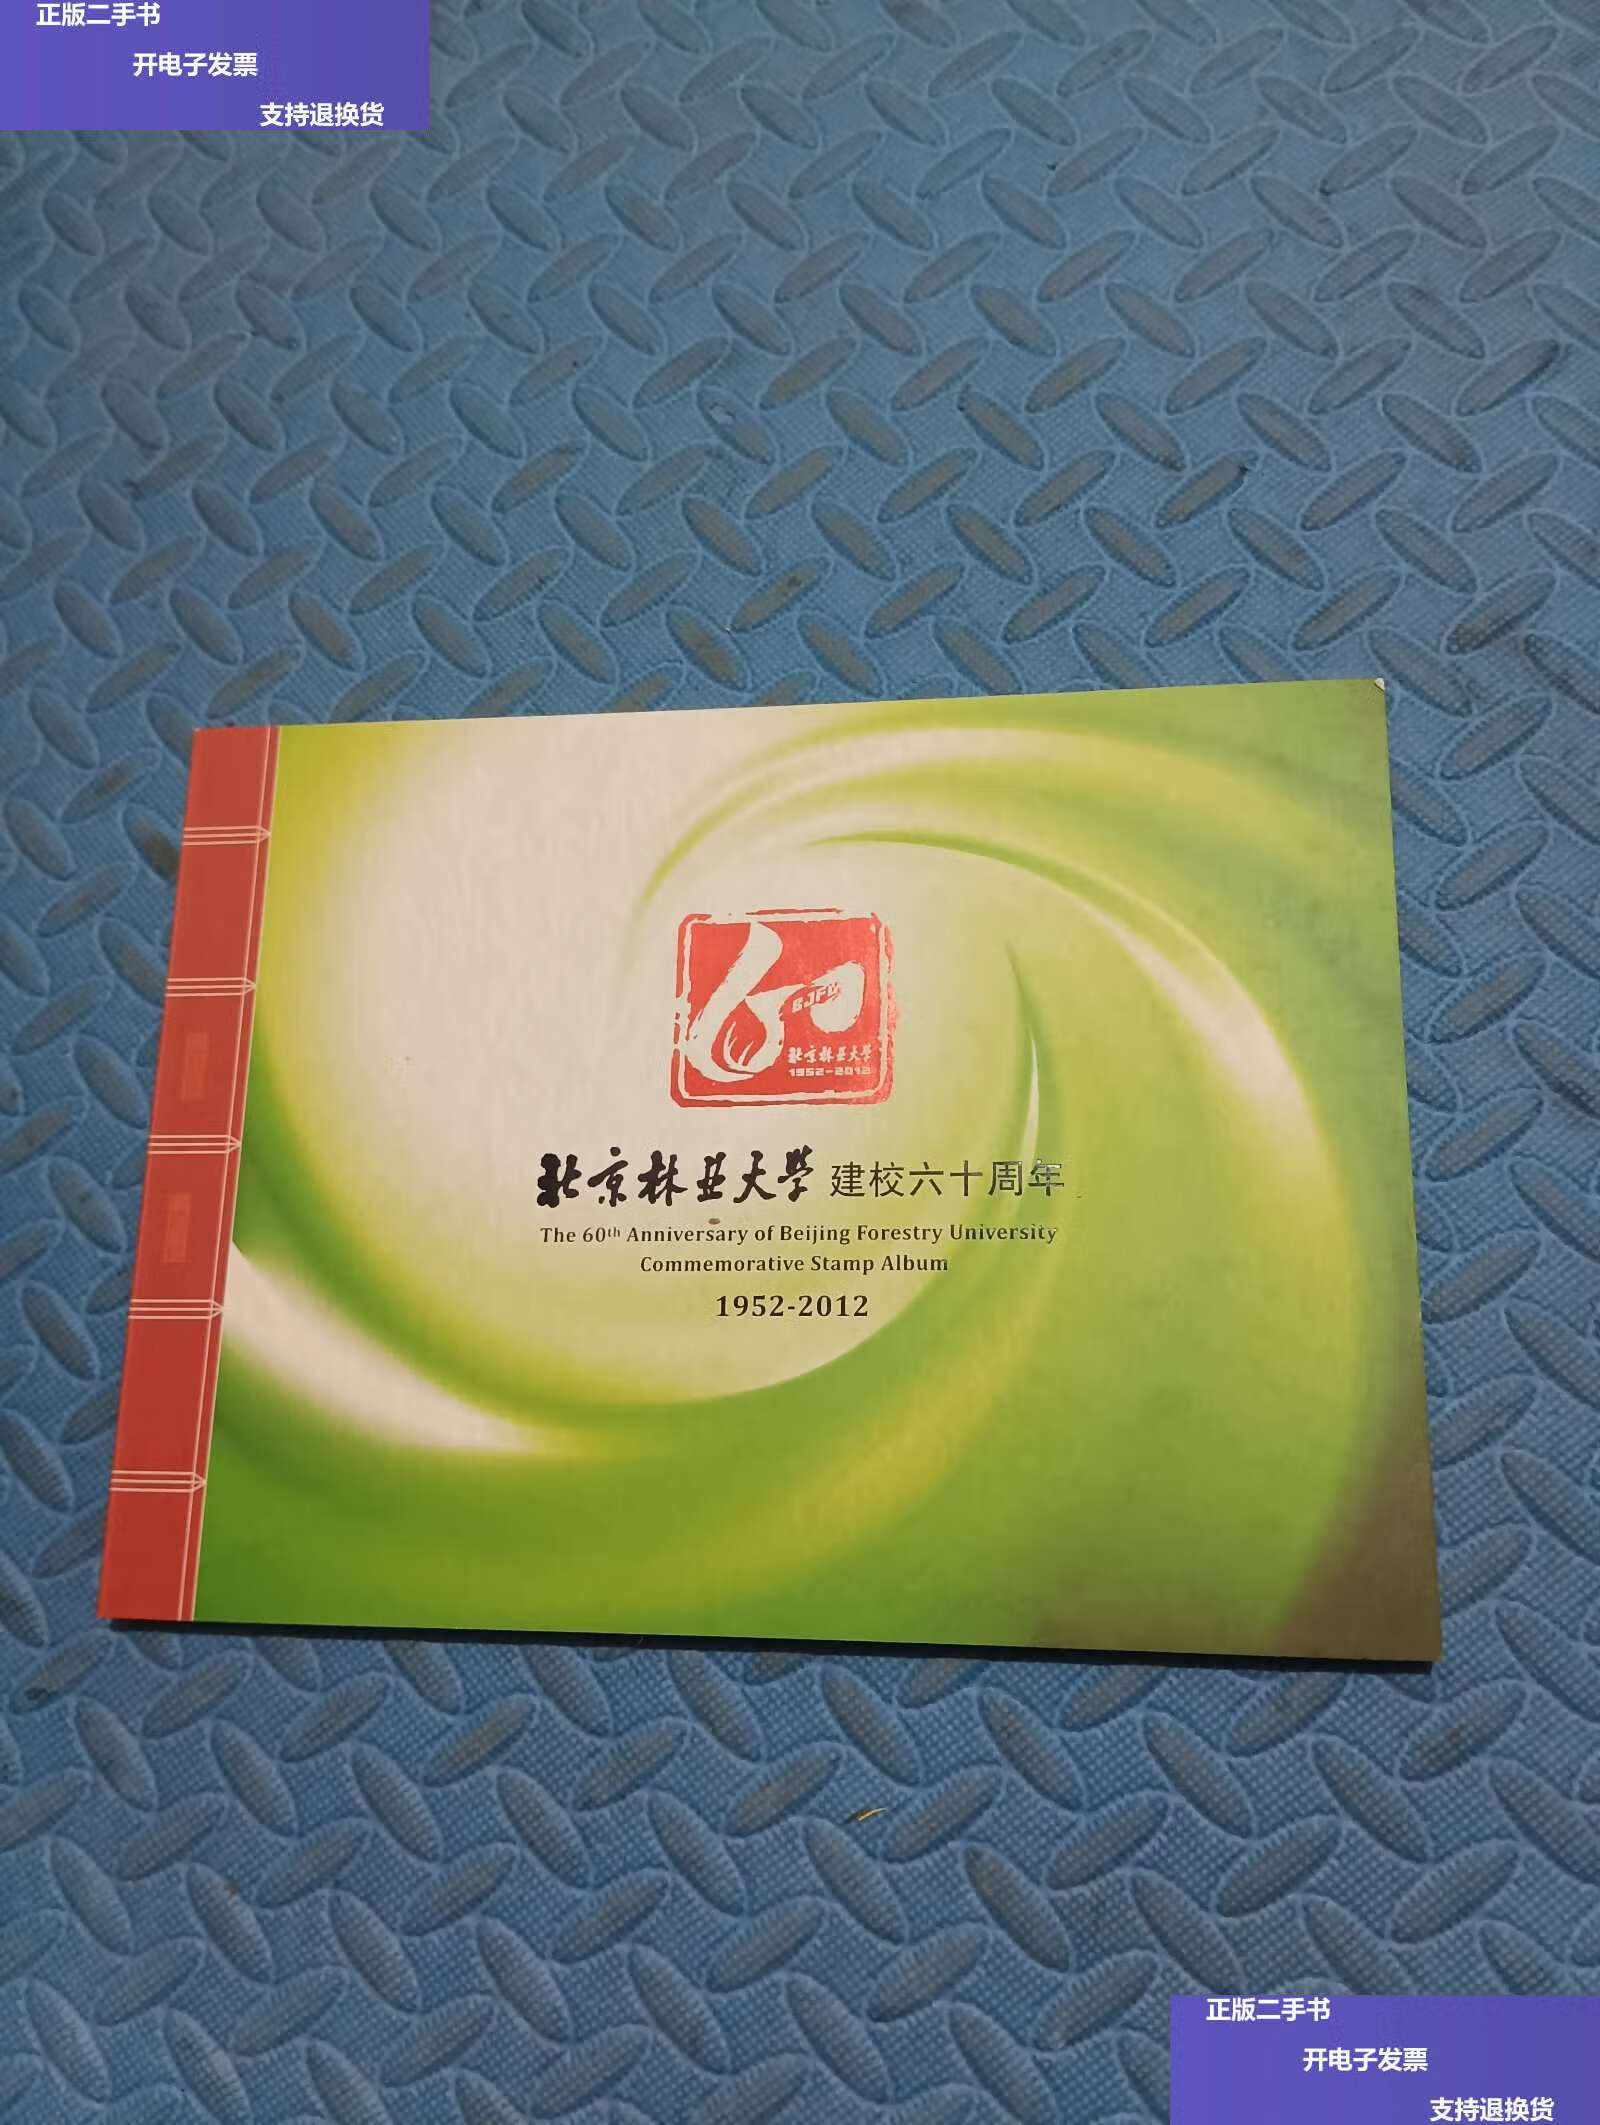 正版二手书
开电子发票
支持退换货
60
BJFU
北京林业大学
1952-2012
北京林业大学 建校六十周年
The 60th Anniversary of Beijing Forestry University
Commemorative Stamp Album
1952-2012
正版二手书
开电子发票
支持退换货